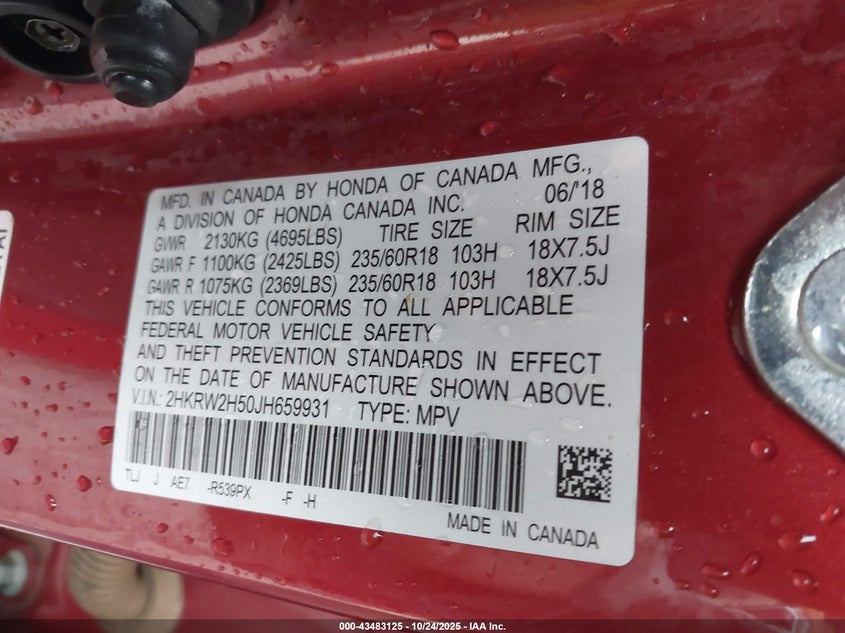 MFD. IN CANADA BY HONDA OF CANADA MFG.,
A DIVISION OF HONDA CANADA INC. 06/'18
GVWR 2130KG (4695LBS) TIRE SIZE RIM SIZE
GAWR F 1100KG (2425LBS) 235/60R18 103H 18X7.5J
GAWR R 1075KG (2369LBS) 235/60R18 103H 18X7.5J
THIS VEHICLE CONFORMS TO ALL APPLICABLE
FEDERAL MOTOR VEHICLE SAFETY
AND THEFT PREVENTION STANDARDS IN EFFECT
ON THE DATE OF MANUFACTURE SHOWN ABOVE.
V.I.N.: 2HKRW2H50JH659931 TYPE: MPV
TLJ J AE7 -R539PX -F -H
MADE IN CANADA
000-43483125 - 10/24/2025 - IAA Inc.